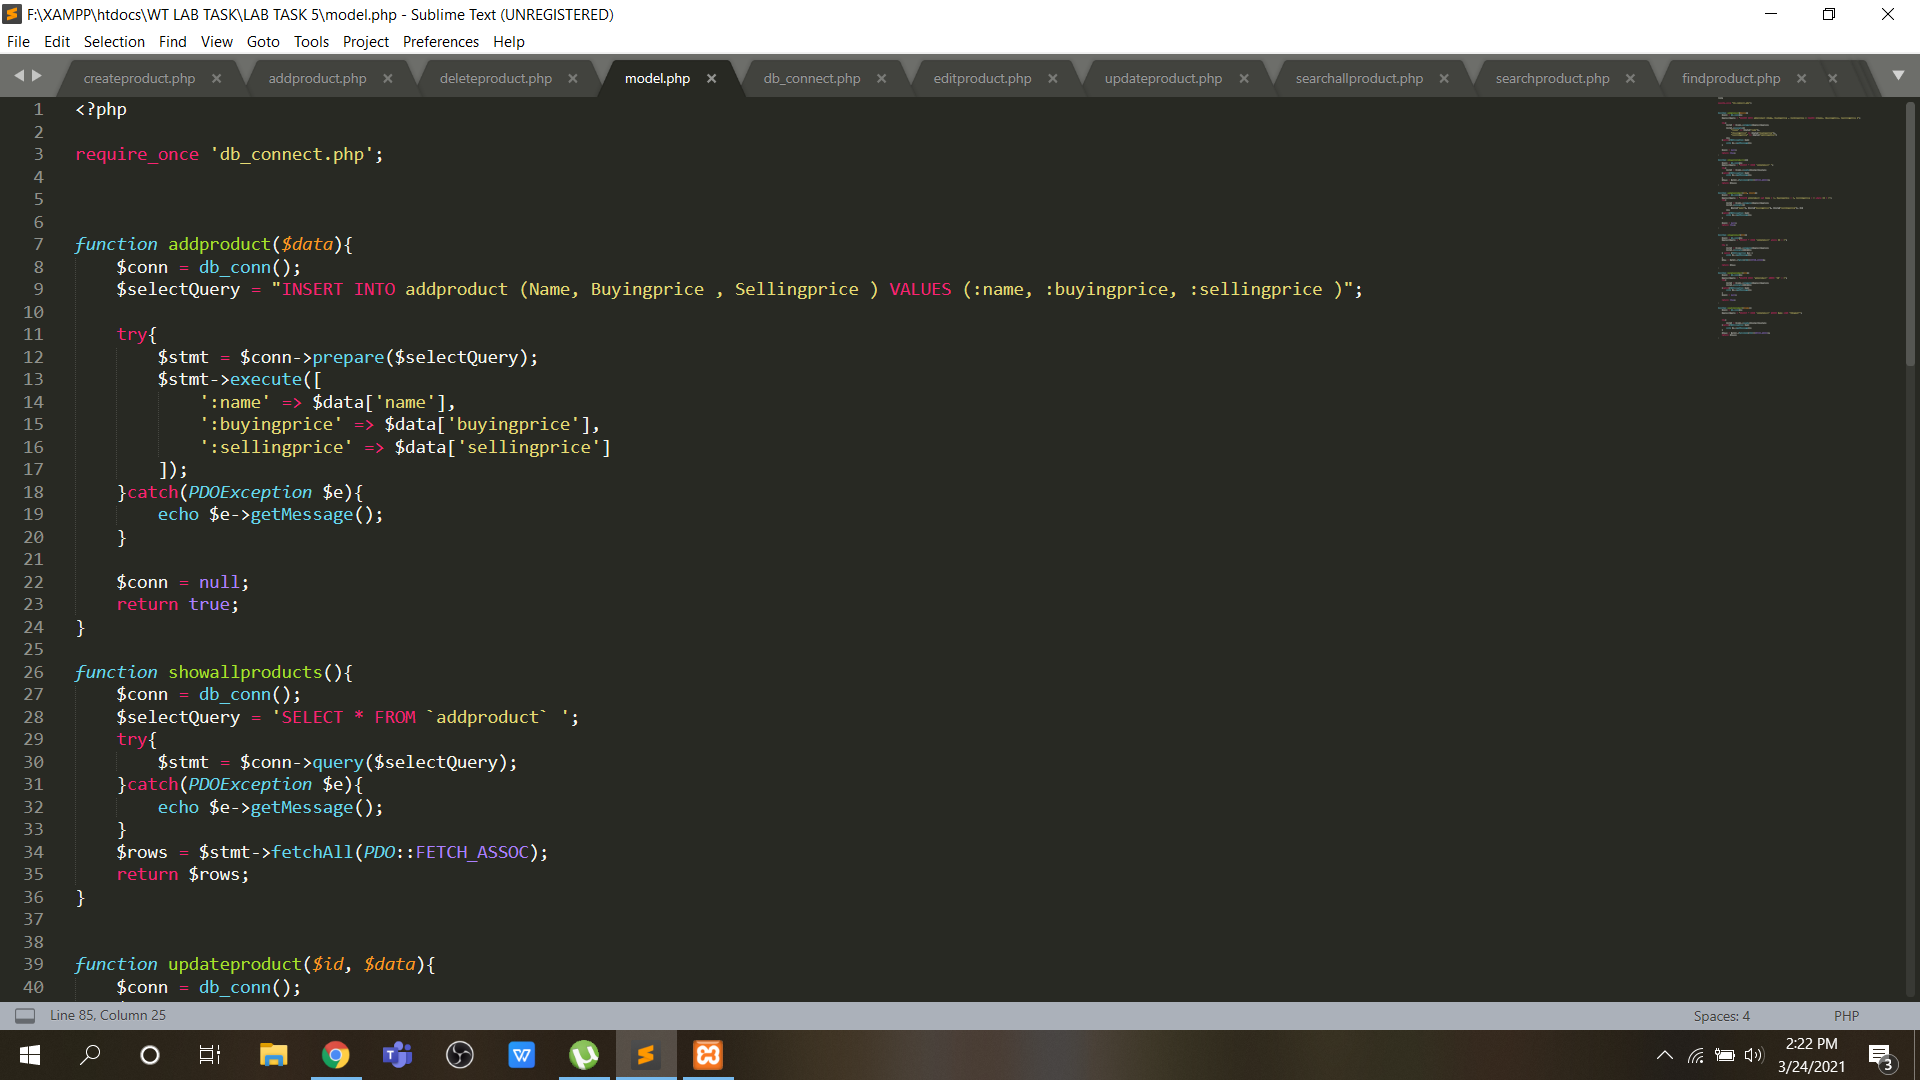 F:\XAMPP\htdocs\WT LAB TASK\LAB TASK 5\model.php - Sublime Text (UNREGISTERED)
File Edit Selection Find View Goto Tools Project Preferences Help
createproduct.php addproduct.php deleteproduct.php model.php db_connect.php editproduct.php updateproduct.php searchallproduct.php searchproduct.php findproduct.php
1 <?php
2
3 require_once 'db_connect.php';
4
5
6
7 function addproduct($data){
8     $conn = db_conn();
9     $selectQuery = "INSERT INTO addproduct (Name, Buyingprice , Sellingprice ) VALUES (:name, :buyingprice, :sellingprice )";
10
11     try{
12         $stmt = $conn->prepare($selectQuery);
13         $stmt->execute([
14             ':name' => $data['name'],
15             ':buyingprice' => $data['buyingprice'],
16             ':sellingprice' => $data['sellingprice']
17         ]);
18     }catch(PDOException $e){
19         echo $e->getMessage();
20     }
21
22     $conn = null;
23     return true;
24 }
25
26 function showallproducts(){
27     $conn = db_conn();
28     $selectQuery = 'SELECT * FROM `addproduct` ';
29     try{
30         $stmt = $conn->query($selectQuery);
31     }catch(PDOException $e){
32         echo $e->getMessage();
33     }
34     $rows = $stmt->fetchAll(PDO::FETCH_ASSOC);
35     return $rows;
36 }
37
38
39 function updateproduct($id, $data){
40     $conn = db_conn();
Line 85, Column 25 Spaces: 4 PHP
2:22 PM
3/24/2021
3